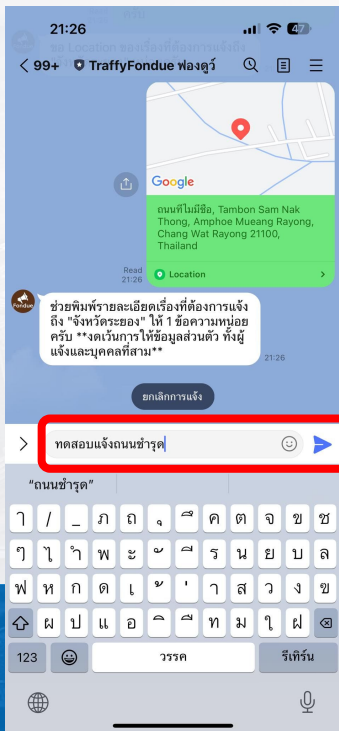 21:26
47
99+
TraffyFondue ฟองดูว์
Google
ถนนที่ไม่มีชื่อ, Tambon Sam Nak
Thong, Amphoe Mueang Rayong,
Chang Wat Rayong 21100,
Thailand
Read
21:26
Location
Fondue
ช่วยพิมพ์รายละเอียดเรื่องที่ต้องการแจ้ง
ถึง "จังหวัดระยอง" ให้ 1 ข้อความหน่อย
ครับ **งดเว้นการให้ข้อมูลส่วนตัว ทั้งผู้
แจ้งและบุคคลที่สาม**
21:26
ยกเลิกการแจ้ง
ทดสอบแจ้งถนนชำรุด
“ถนนชำรุด”
ๅ / _ ภ ถ ุ ึ ค ต จ ข ช
ๆ ไ ำ พ ะ ั ี ร น ย บ ล
ฟ ห ก ด เ ้ ่ า ส ว ง ฃ
ผ ป แ อ ิ ื ท ม ใ ฝ
123
วรรค
รีเทิร์น